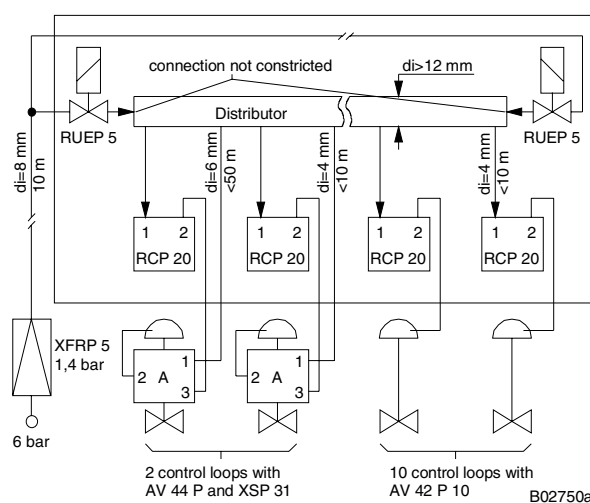 connection not constricted
di>12 mm
Distributor
RUEP 5
RUEP 5
di=8 mm
10 m
di=6 mm
<50 m
di=4 mm
<10 m
di=4 mm
<10 m
1 2
RCP 20
1 2
RCP 20
1 2
RCP 20
1 2
RCP 20
XFRP 5
1,4 bar
2 A 1
3
2 A 1
3
6 bar
2 control loops with
AV 44 P and XSP 31
10 control loops with
AV 42 P 10
B02750a